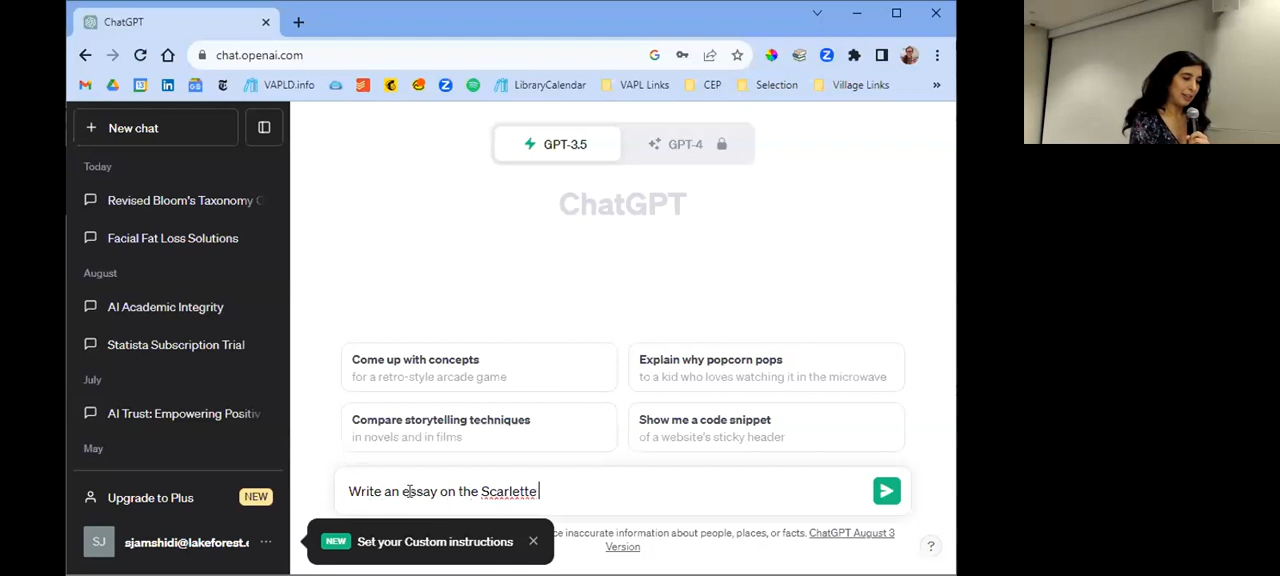 ChatGPT
chat.openai.com
VAPLD.info
LibraryCalendar
VAPL Links
CEP
Selection
Village Links
»
New chat
Today
Revised Bloom's Taxonomy
Facial Fat Loss Solutions
August
AI Academic Integrity
Statista Subscription Trial
July
AI Trust: Empowering Positiv
May
Upgrade to Plus
NEW
SJ
sjamshidi@lakeforest.e
...
GPT-3.5
GPT-4
ChatGPT
Come up with concepts
for a retro-style arcade game
Explain why popcorn pops
to a kid who loves watching it in the microwave
Compare storytelling techniques
in novels and in films
Show me a code snippet
of a website's sticky header
Write an essay on the Scarlette
NEW Set your Custom instructions
be inaccurate information about people, places, or facts. ChatGPT August 3
Version
?